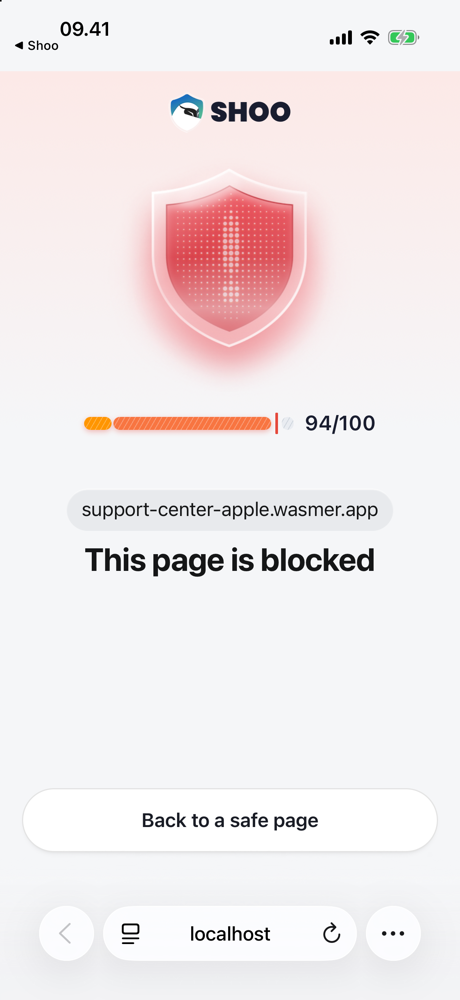 09.41
◀ Shoo
SHOO
94/100
support-center-apple.wasmer.app
This page is blocked
Back to a safe page
localhost